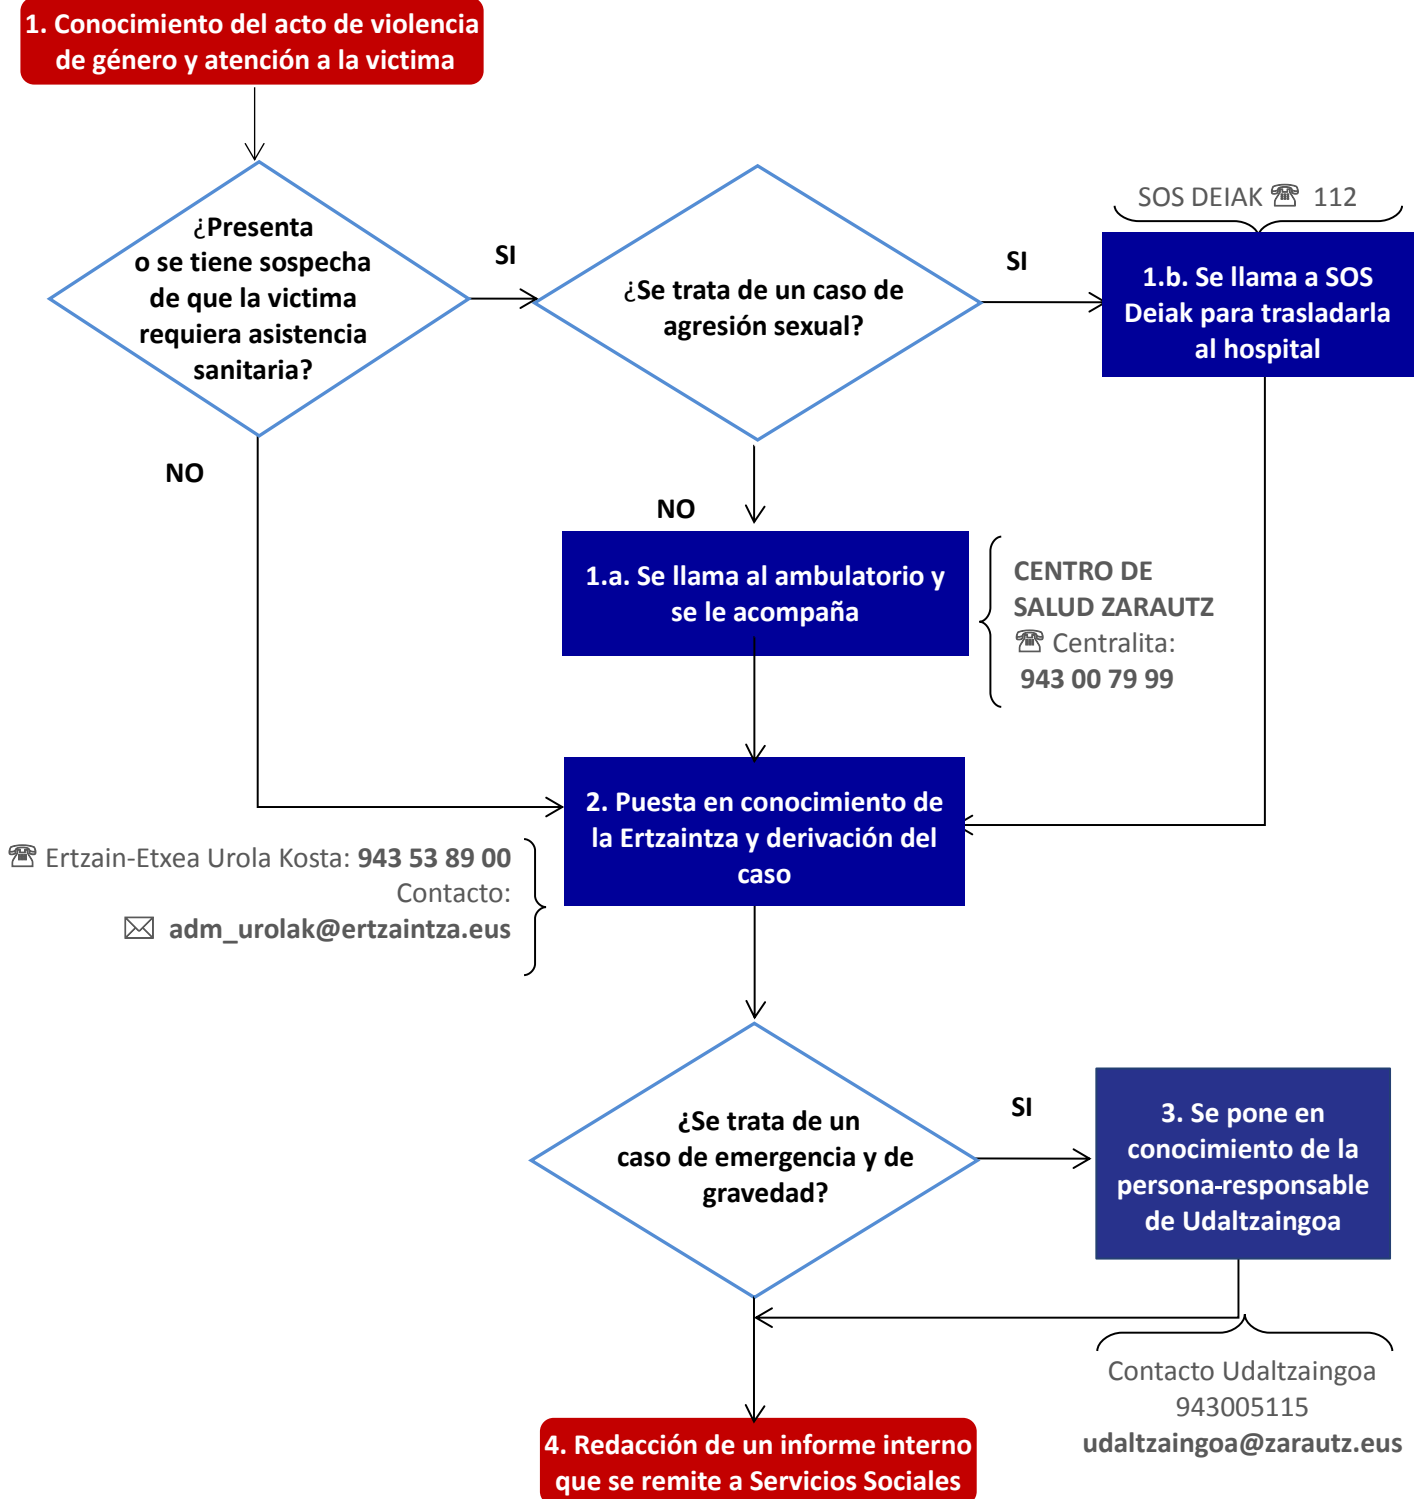 1. Conocimiento del acto de violencia
de género y atención a la victima
¿Presenta
o se tiene sospecha
de que la victima
requiera asistencia
sanitaria?
SI
¿Se trata de un caso de
agresión sexual?
SI
SOS DEIAK ☎ 112
1.b. Se llama a SOS
Deiak para trasladarla
al hospital
NO
NO
1.a. Se llama al ambulatorio y
se le acompaña
CENTRO DE
SALUD ZARAUTZ
☎ Centralita:
943 00 79 99
2. Puesta en conocimiento de
la Ertzaintza y derivación del
caso
☎ Ertzain-Etxea Urola Kosta: 943 53 89 00
Contacto:
✉ adm_urolak@ertzaintza.eus
¿Se trata de un
caso de emergencia y de
gravedad?
SI
3. Se pone en
conocimiento de la
persona-responsable
de Udaltzaingoa
Contacto Udaltzaingoa
943005115
udaltzaingoa@zarautz.eus
4. Redacción de un informe interno
que se remite a Servicios Sociales